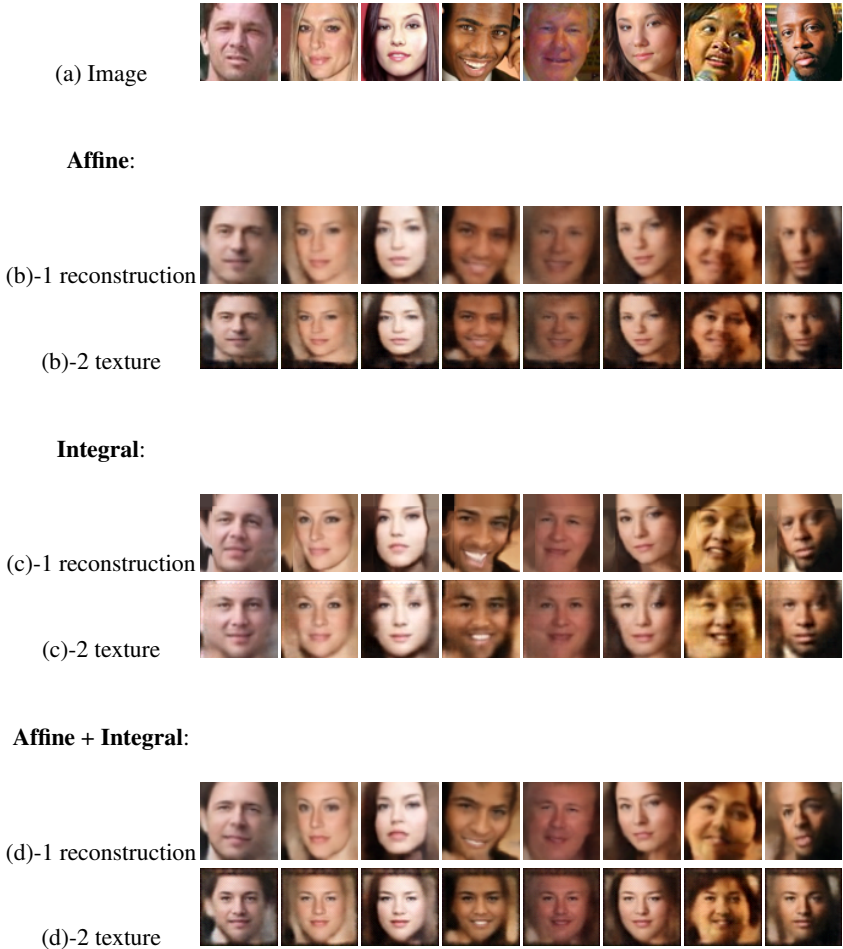 (a) Image
Affine:
(b)-1 reconstruction
(b)-2 texture
Integral:
(c)-1 reconstruction
(c)-2 texture
Affine + Integral:
(d)-1 reconstruction
(d)-2 texture